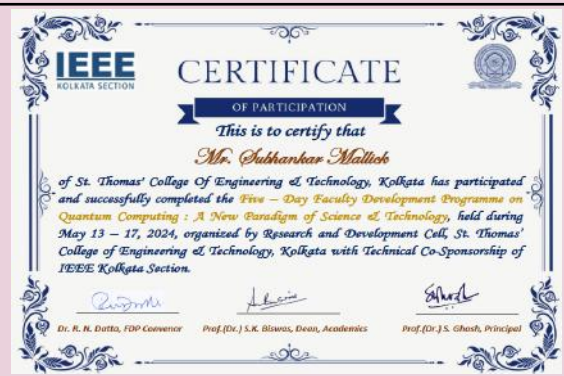 IEEE
KOLKATA SECTION
CERTIFICATE
OF PARTICIPATION
This is to certify that
Mr. Subhankar Mallick
of St. Thomas' College Of Engineering & Technology, Kolkata has participated
and successfully completed the Five – Day Faculty Development Programme on
Quantum Computing : A New Paradigm of Science & Technology, held during
May 13 – 17, 2024, organized by Research and Development Cell, St. Thomas'
College of Engineering & Technology, Kolkata with Technical Co-Sponsorship of
IEEE Kolkata Section.
Dr. R. N. Datta, FDP Convenor
Prof.(Dr.) S.K. Biswas, Dean, Academics
Prof.(Dr.) S. Ghosh, Principal